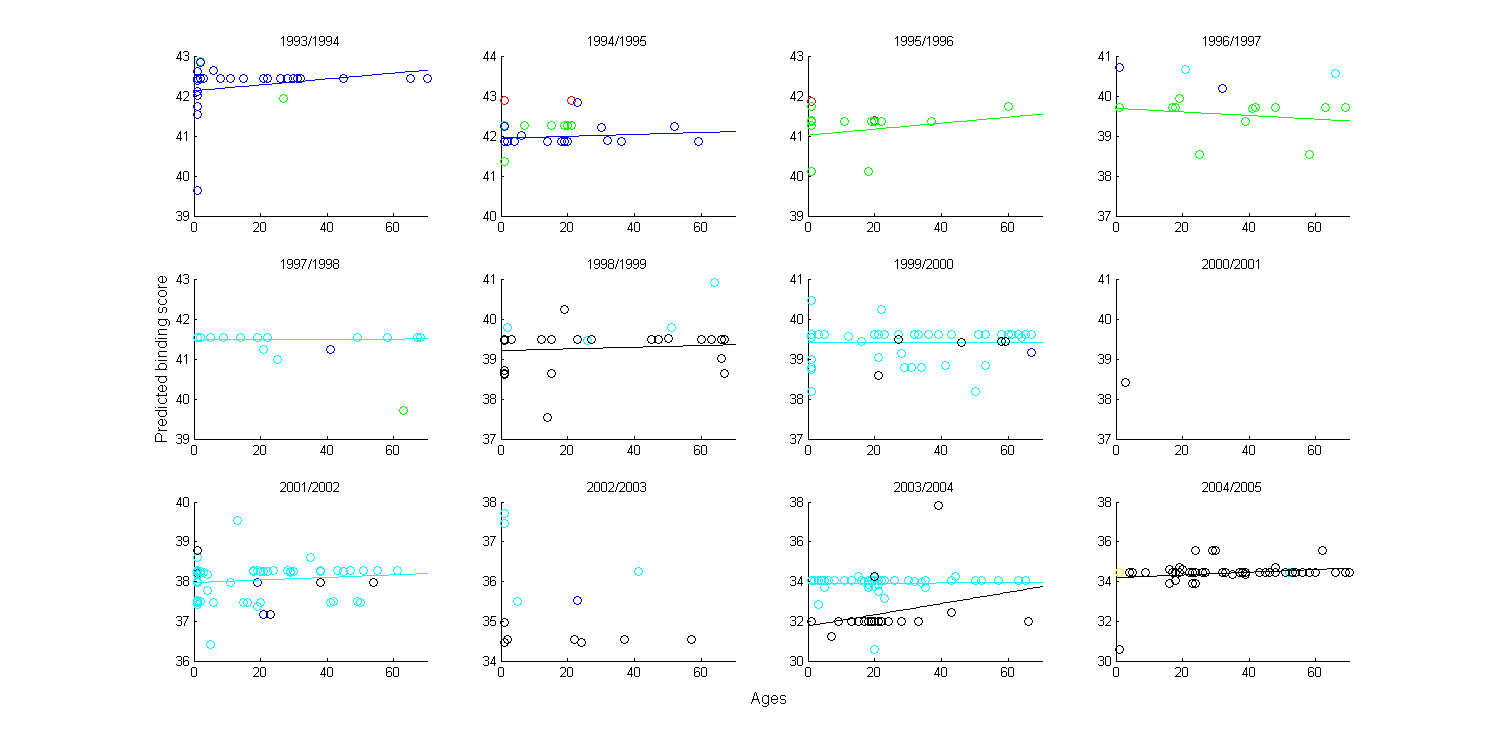 1993/1994 1994/1995 1995/1996 1996/1997
43 44 43 41
42 43 42 40
41 42 41 39
40 41 40 38
39 40 39 37
0 20 40 60 0 20 40 60 0 20 40 60 0 20 40 60
Predicted binding score
1997/1998 1998/1999 1999/2000 2000/2001
43 41 41 41
42 40 40 40
41 39 39 39
40 38 38 38
39 37 37 37
0 20 40 60 0 20 40 60 0 20 40 60 0 20 40 60
2001/2002 2002/2003 2003/2004 2004/2005
40 38 38 38
39 37 36 36
38 36 34 34
37 35 32 32
36 34 30 30
0 20 40 60 0 20 40 60 0 20 40 60 0 20 40 60
Ages